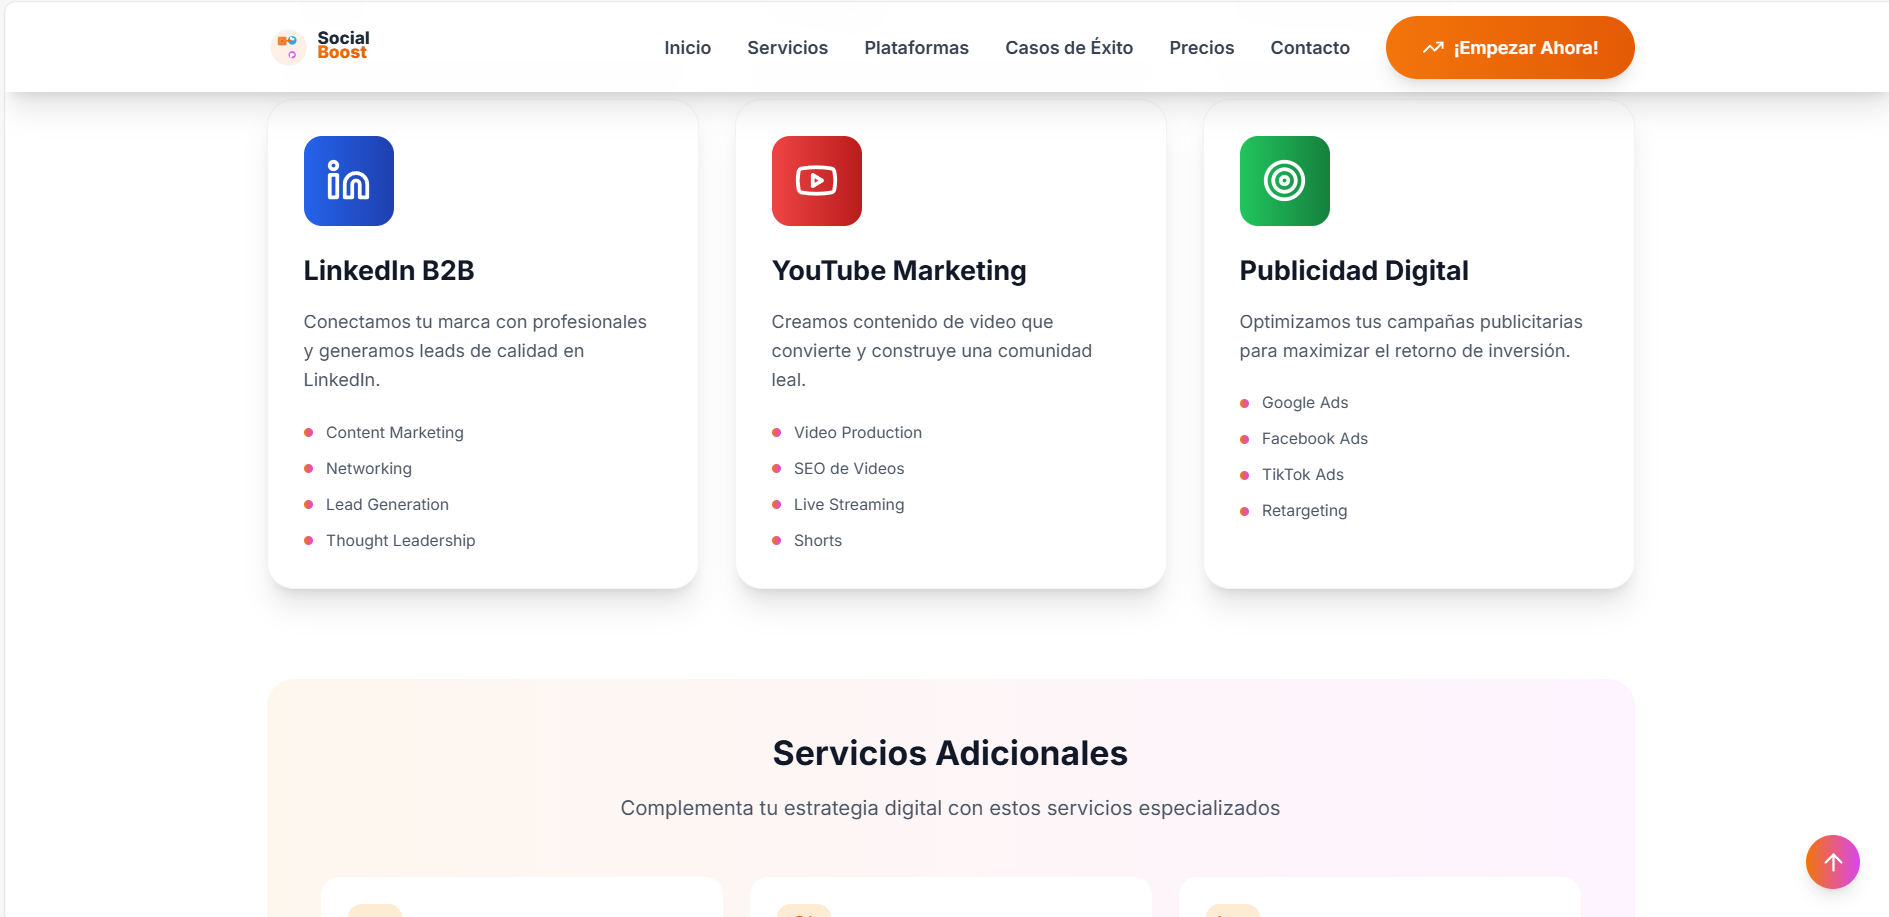 Social
Boost
Inicio
Servicios
Plataformas
Casos de Éxito
Precios
Contacto
¡Empezar Ahora!
LinkedIn B2B
Conectamos tu marca con profesionales
y generamos leads de calidad en
LinkedIn.
Content Marketing
Networking
Lead Generation
Thought Leadership
YouTube Marketing
Creamos contenido de video que
convierte y construye una comunidad
leal.
Video Production
SEO de Videos
Live Streaming
Shorts
Publicidad Digital
Optimizamos tus campañas publicitarias
para maximizar el retorno de inversión.
Google Ads
Facebook Ads
TikTok Ads
Retargeting
Servicios Adicionales
Complementa tu estrategia digital con estos servicios especializados